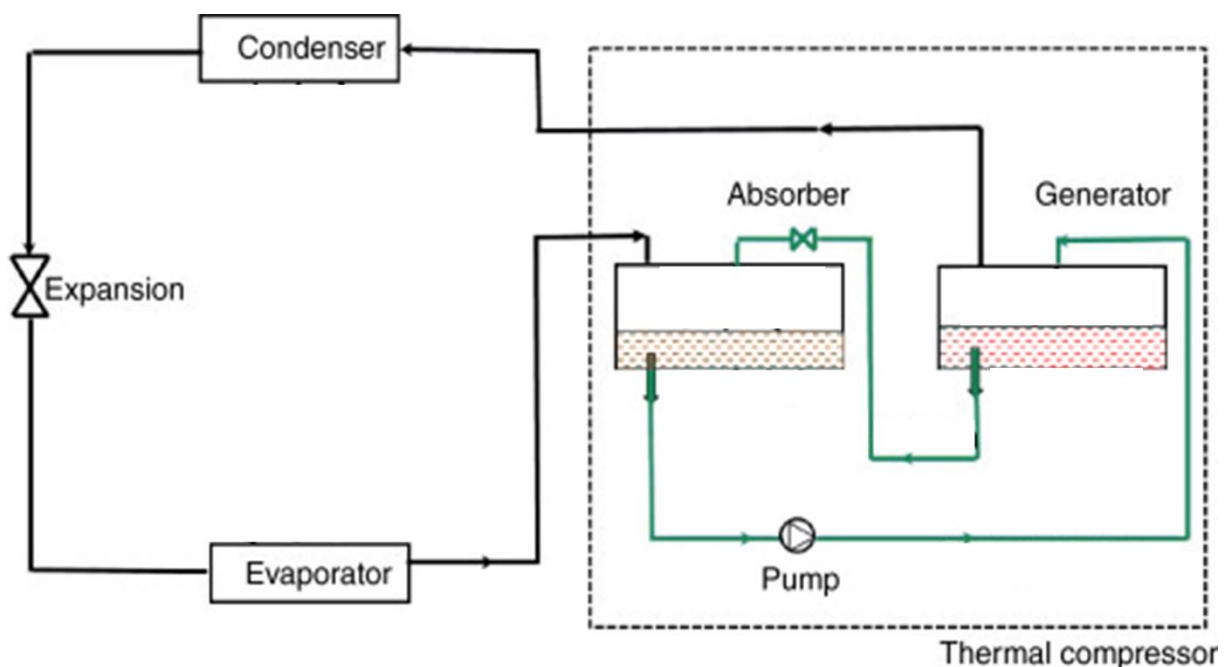 Condenser
Absorber
Generator
Expansion
Evaporator
Pump
Thermal compressor